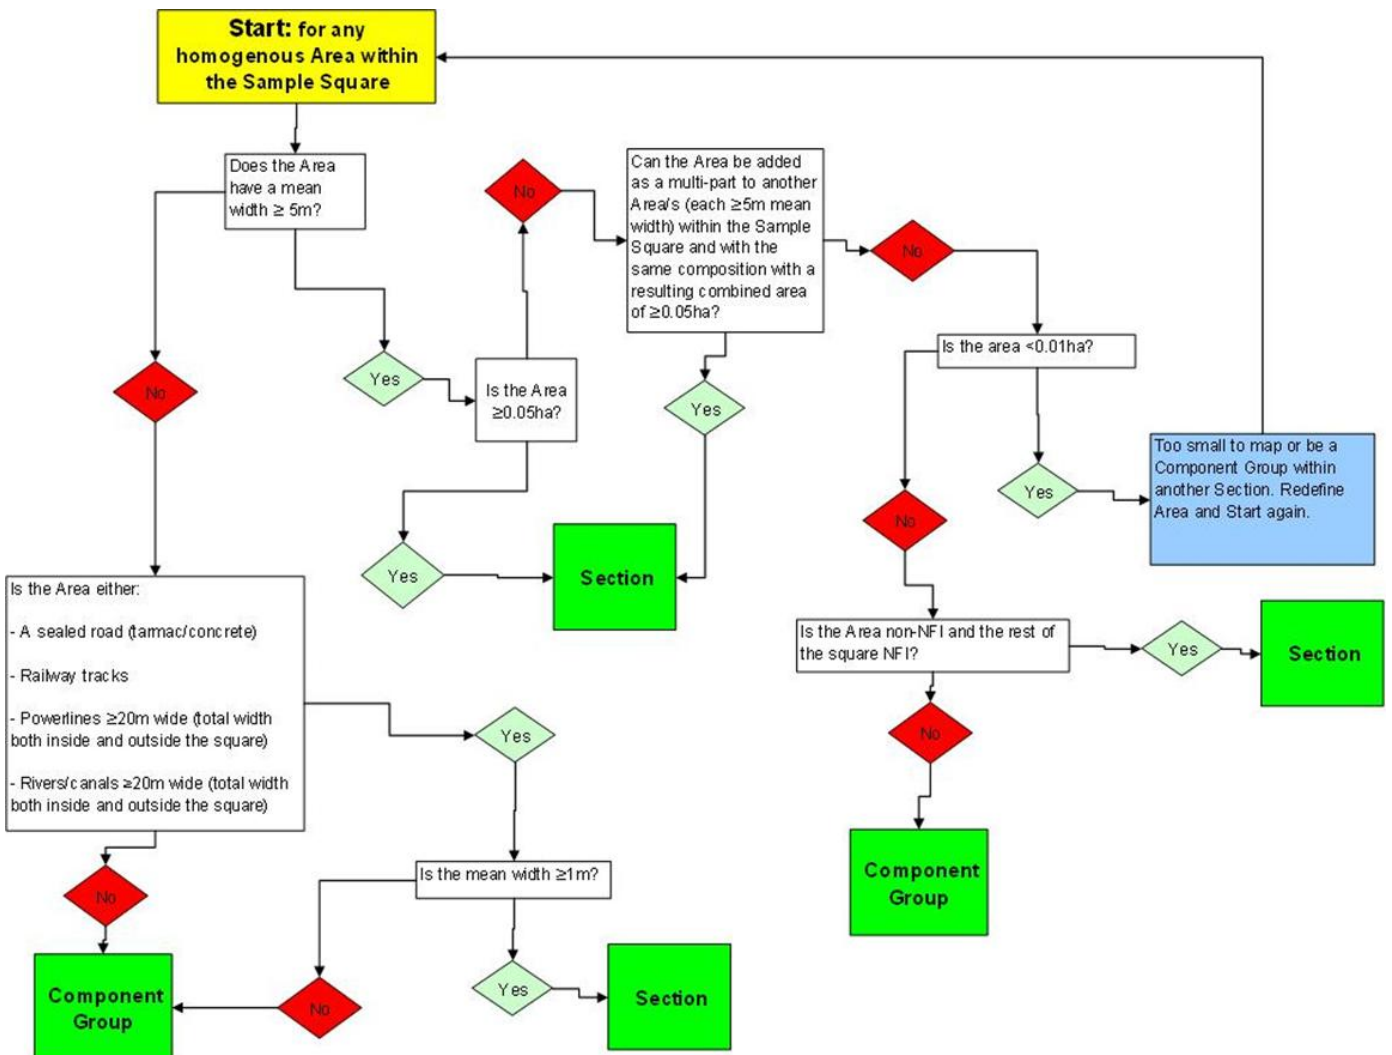 Start: for any
homogenous Area within
the Sample Square
Does the Area
have a mean
width ≥ 5m?
No
Can the Area be added
as a multi-part to another
Area/s (each ≥5m mean
width) within the Sample
Square and with the
same composition with a
resulting combined area
of ≥0.05ha?
No
Is the area <0.01ha?
No
Yes
Is the Area
≥0.05ha?
Yes
Too small to map or be a
Component Group within
another Section. Redefine
Area and Start again.
Yes
No
Yes
Section
Is the Area either:
- A sealed road (tarmac/concrete)
- Railway tracks
- Powerlines ≥20m wide (total width
both inside and outside the square)
- Rivers/canals ≥20m wide (total width
both inside and outside the square)
Is the Area non-NFI and the rest of
the square NFI?
Yes
Section
Yes
No
Component
Group
Is the mean width ≥1m?
No
Component
Group
No
Yes
Section